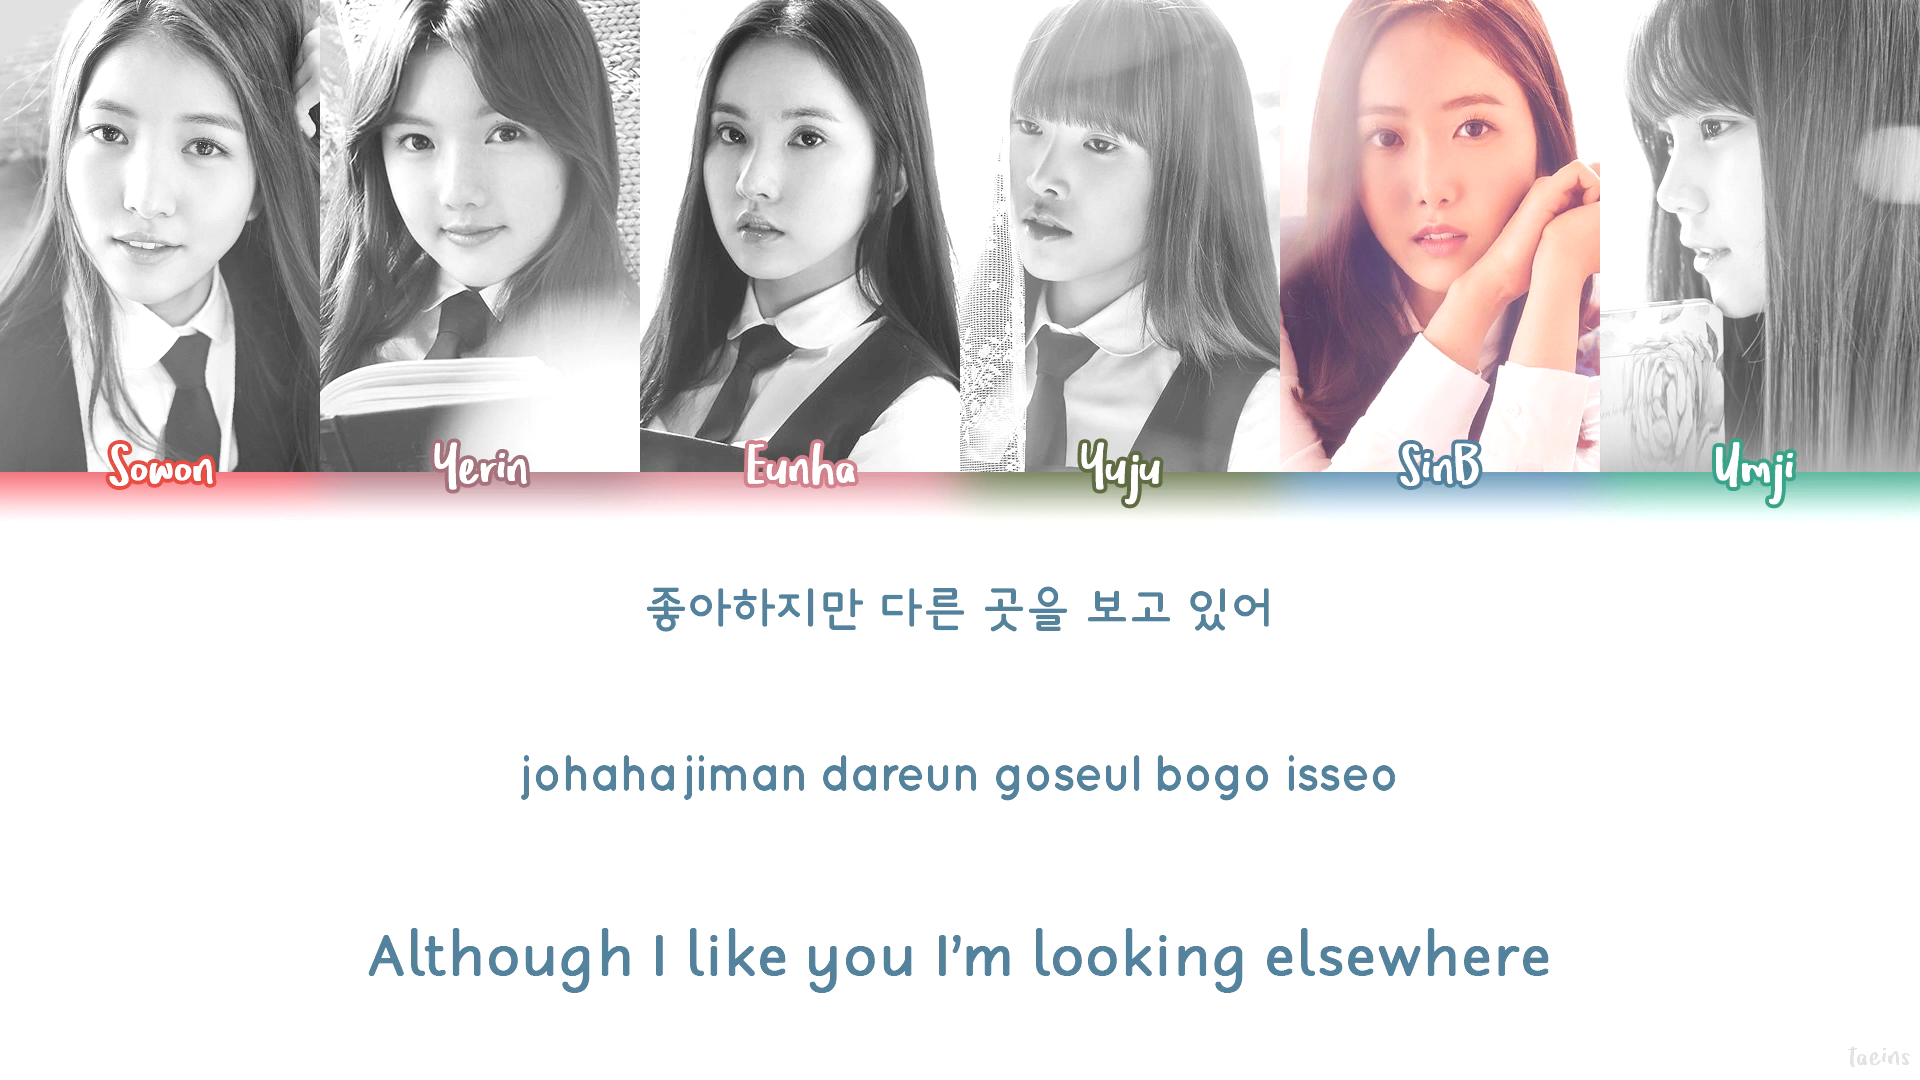 Sowon Yerin Eunha Yuju SinB Umji
좋아하지만 다른 곳을 보고 있어
johahajiman dareun goseul bogo isseo
Although I like you I'm looking elsewhere
taeins